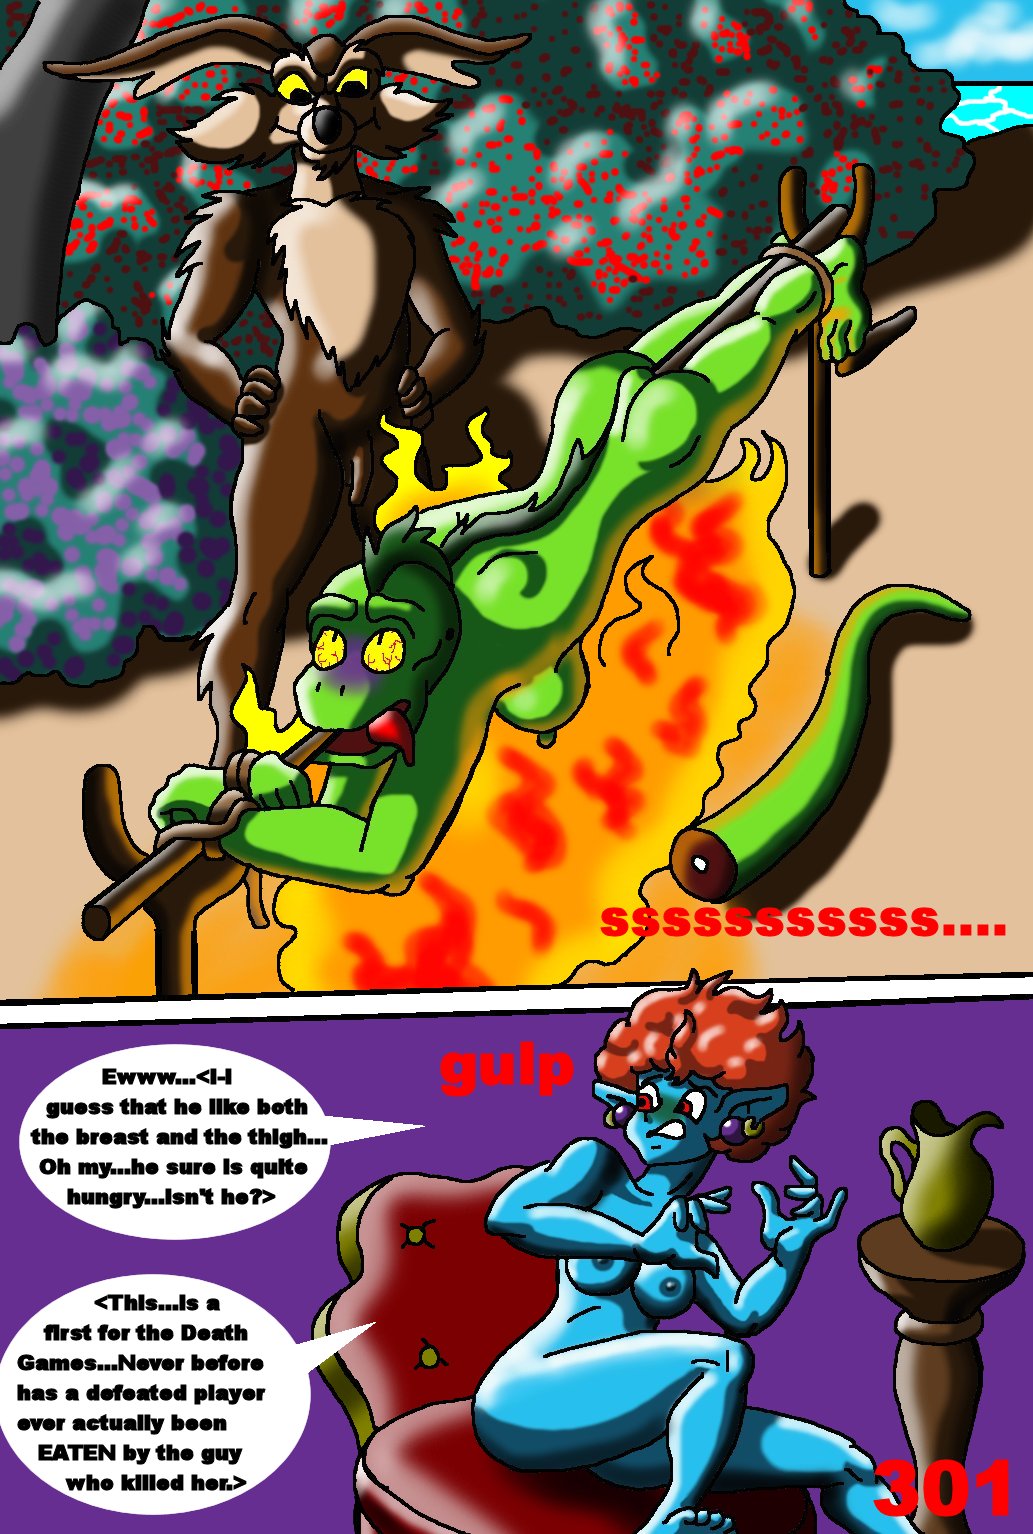 sssssssssss....
gulp
Ewww...<I-I
guess that he like both
the breast and the thigh...
Oh my...he sure is quite
hungry...isn't he?>
<This...is a
first for the Death
Games...Never before
has a defeated player
ever actually been
EATEN by the guy
who killed her.>
301